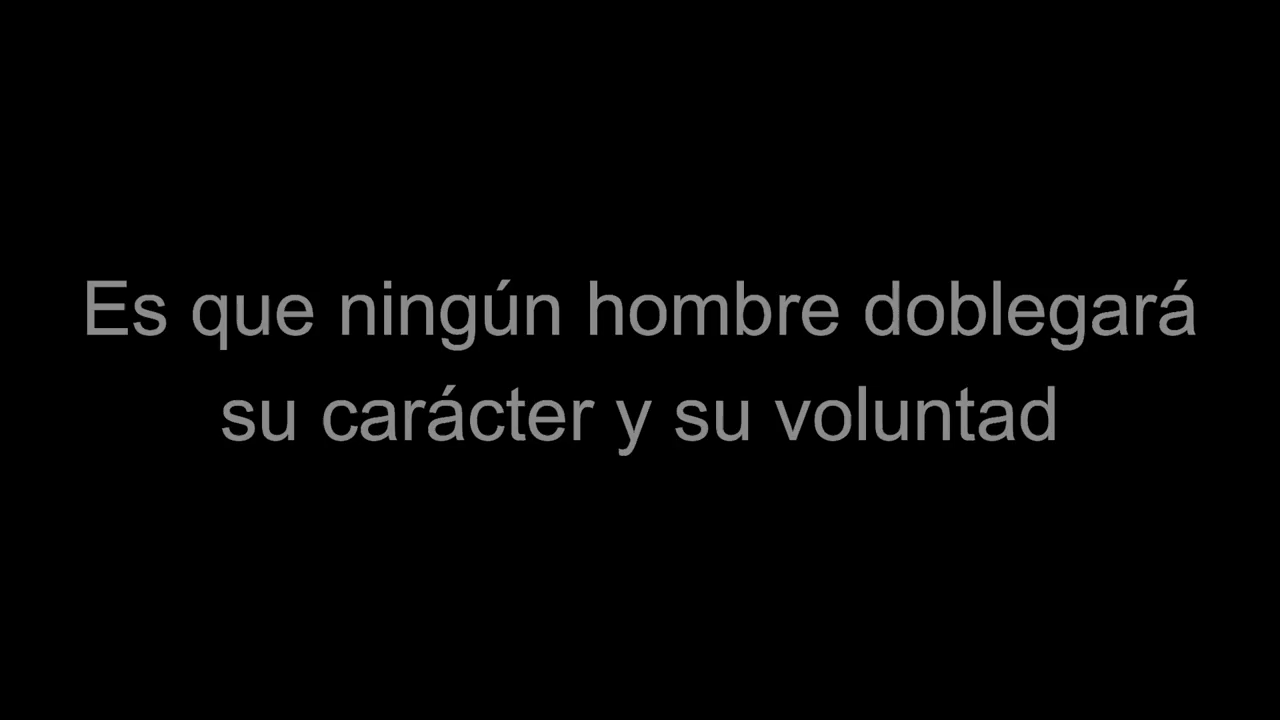 Es que ningún hombre doblegará
su carácter y su voluntad